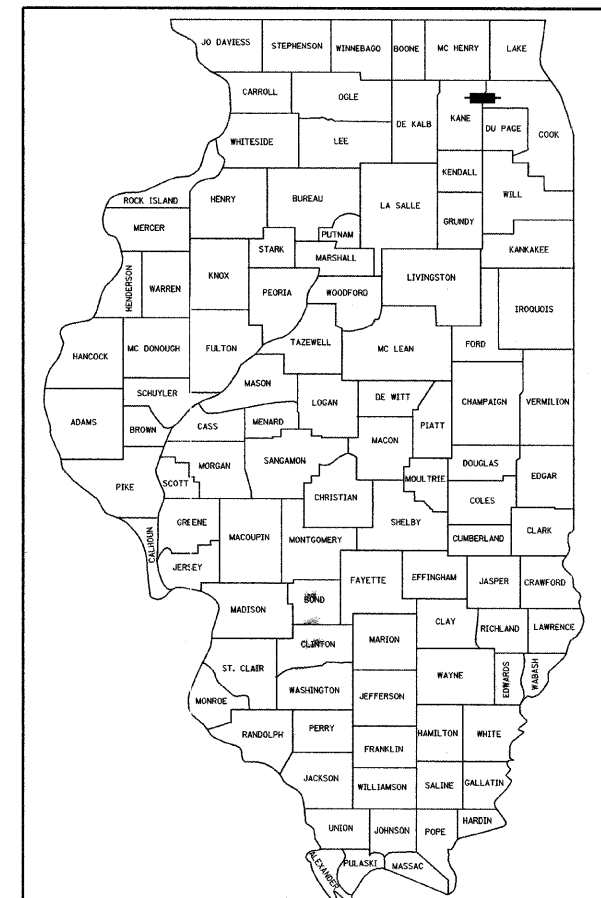 JO DAVIESS STEPHENSON WINNEBAGO BOONE MC HENRY LAKE
CARROLL OGLE DE KALB KANE DU PAGE COOK
WHITESIDE LEE
KENDALL WILL
ROCK ISLAND HENRY BUREAU LA SALLE GRUNDY
MERCER PUTNAM
STARK MARSHALL KANKAKEE
HENDERSON WARREN KNOX PEORIA WOODFORD LIVINGSTON IROQUOIS
HANCOCK MC DONOUGH FULTON TAZEWELL MC LEAN FORD
MASON
SCHUYLER LOGAN DE WITT CHAMPAIGN VERMILION
ADAMS BROWN CASS MENARD PIATT
MACON
MORGAN SANGAMON DOUGLAS
PIKE SCOTT MOULTRIE EDGAR
CHRISTIAN COLES
GREENE SHELBY
CALHOUN MACOUPIN MONTGOMERY CUMBERLAND CLARK
JERSEY
FAYETTE EFFINGHAM JASPER CRAWFORD
MADISON BOND
CLAY RICHLAND LAWRENCE
CLINTON MARION
ST. CLAIR WAYNE EDWARDS WABASH
WASHINGTON JEFFERSON
MONROE
RANDOLPH PERRY HAMILTON WHITE
FRANKLIN
JACKSON WILLIAMSON SALINE GALLATIN
UNION JOHNSON POPE HARDIN
ALEXANDER PULASKI MASSAC